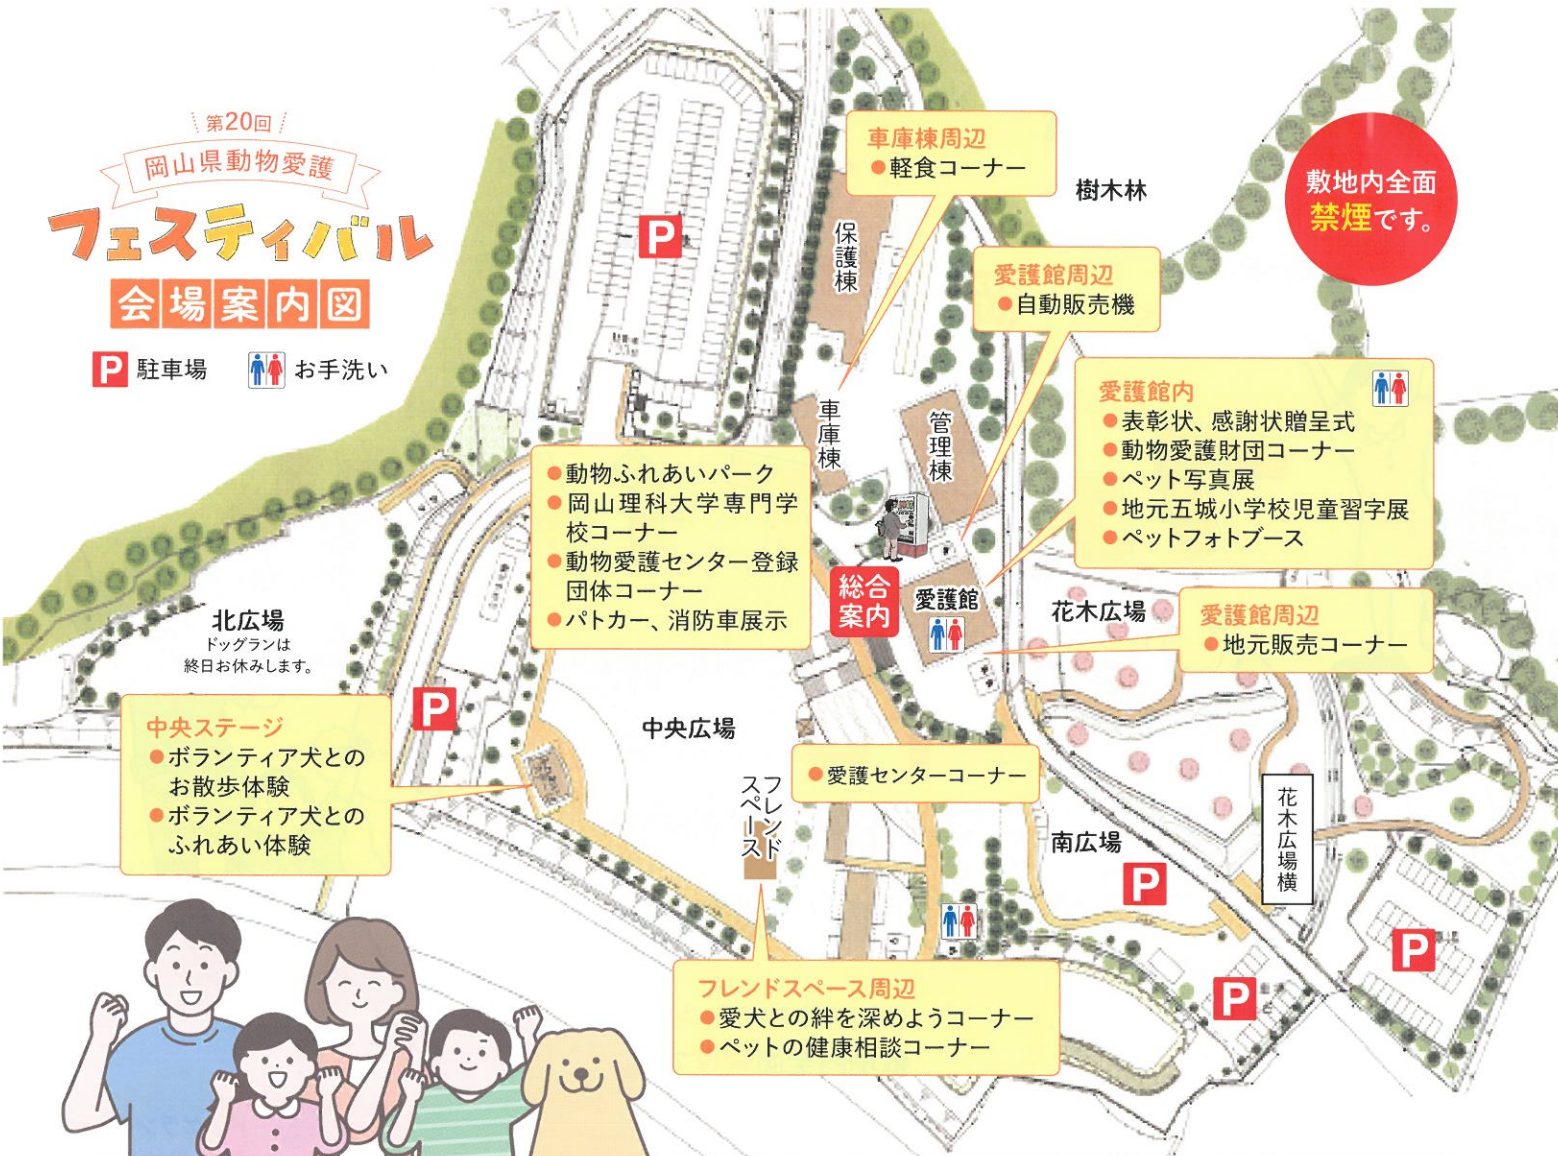 第20回
岡山県動物愛護
フェスティバル
会場案内図
P 駐車場
お手洗い
敷地内全面
禁煙です。
車庫棟周辺
●軽食コーナー
樹木林
保護棟
P
愛護館周辺
●自動販売機
愛護館内
●表彰状、感謝状贈呈式
●動物愛護財団コーナー
●ペット写真展
●地元五城小学校児童習字展
●ペットフォトブース
車庫棟
管理棟
●動物ふれあいパーク
●岡山理科大学専門学
校コーナー
●動物愛護センター登録
団体コーナー
●パトカー、消防車展示
総合
案内
愛護館
花木広場
愛護館周辺
●地元販売コーナー
北広場
ドッグランは
終日お休みします。
P
中央ステージ
●ボランティア犬との
お散歩体験
●ボランティア犬との
ふれあい体験
中央広場
フレンド
スペース
●愛護センターコーナー
南広場
P
花木広場横
P
P
フレンドスペース周辺
●愛犬との絆を深めようコーナー
●ペットの健康相談コーナー